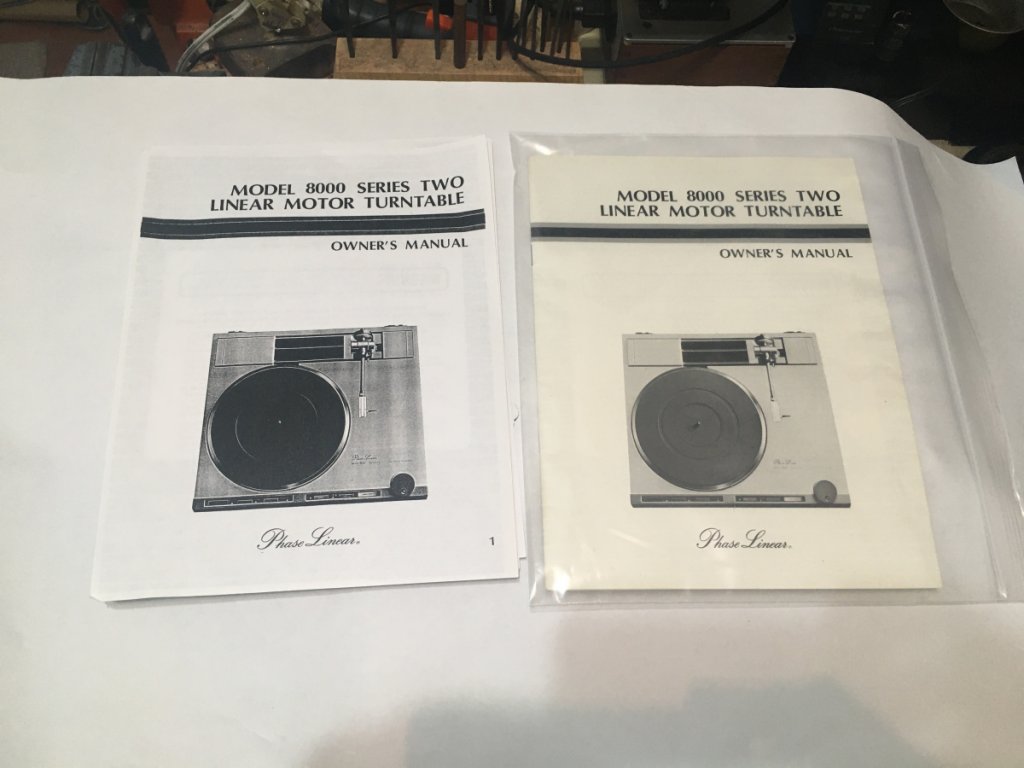 MODEL 8000 SERIES TWO
LINEAR MOTOR TURNTABLE
OWNER'S MANUAL
Phase Linear®
1
MODEL 8000 SERIES TWO
LINEAR MOTOR TURNTABLE
OWNER'S MANUAL
Phase Linear®